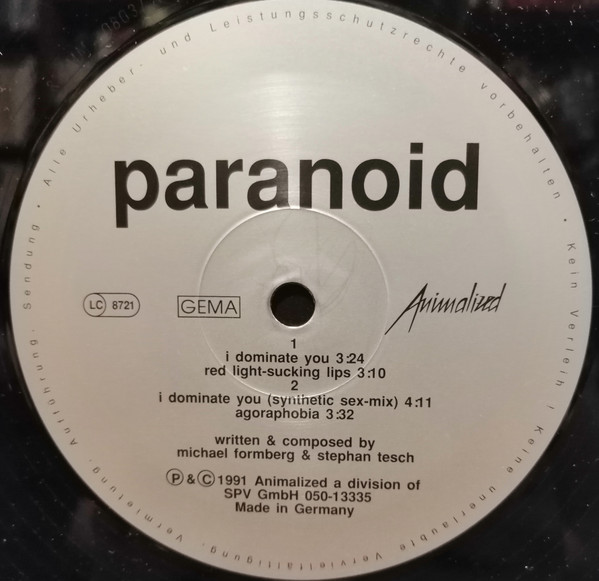 paranoid
LC 8721
GEMA
Animalized
1
i dominate you 3:24
red light-sucking lips 3:10
2
i dominate you (synthetic sex-mix) 4:11
agoraphobia 3:32
written & composed by
michael formberg & stephan tesch
Ⓟ & © 1991 Animalized a division of
SPV GmbH 050-13335
Made in Germany
• Alle Urheber- und Leistungsschutzrechte vorbehalten • Kein Verleih ! Keine unerlaubte Vervielfältigung, Vermietung, Aufführung, Sendung